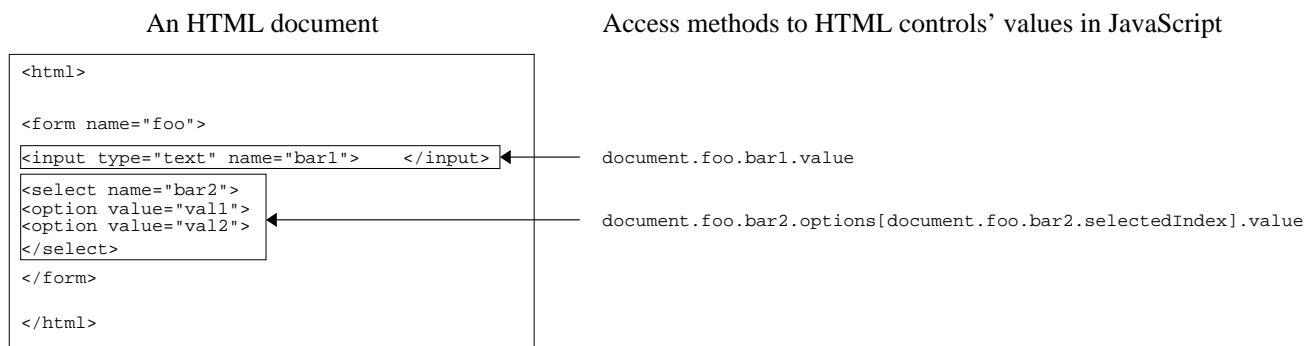 An HTML document
Access methods to HTML controls’ values in JavaScript
<html>
<form name="foo">
<input type="text" name="bar1"> </input>
document.foo.bar1.value
<select name="bar2">
<option value="val1">
<option value="val2">
</select>
document.foo.bar2.options[document.foo.bar2.selectedIndex].value
</form>
</html>